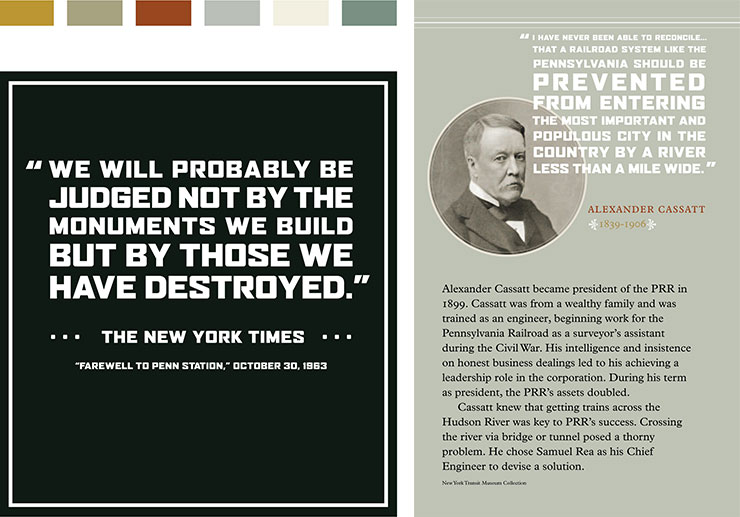 “ WE WILL PROBABLY BE
JUDGED NOT BY THE
MONUMENTS WE BUILD
BUT BY THOSE WE
HAVE DESTROYED.”
... THE NEW YORK TIMES ...
“FAREWELL TO PENN STATION,” OCTOBER 30, 1963
“ I HAVE NEVER BEEN ABLE TO RECONCILE...
THAT A RAILROAD SYSTEM LIKE THE
PENNSYLVANIA SHOULD BE
PREVENTED
FROM ENTERING
THE MOST IMPORTANT AND
POPULOUS CITY IN THE
COUNTRY BY A RIVER
LESS THAN A MILE WIDE.”
ALEXANDER CASSATT
1839-1906
Alexander Cassatt became president of the PRR in
1899. Cassatt was from a wealthy family and was
trained as an engineer, beginning work for the
Pennsylvania Railroad as a surveyor’s assistant
during the Civil War. His intelligence and insistence
on honest business dealings led to his achieving a
leadership role in the corporation. During his term
as president, the PRR’s assets doubled.
Cassatt knew that getting trains across the
Hudson River was key to PRR’s success. Crossing
the river via bridge or tunnel posed a thorny
problem. He chose Samuel Rea as his Chief
Engineer to devise a solution.
New York Transit Museum Collection